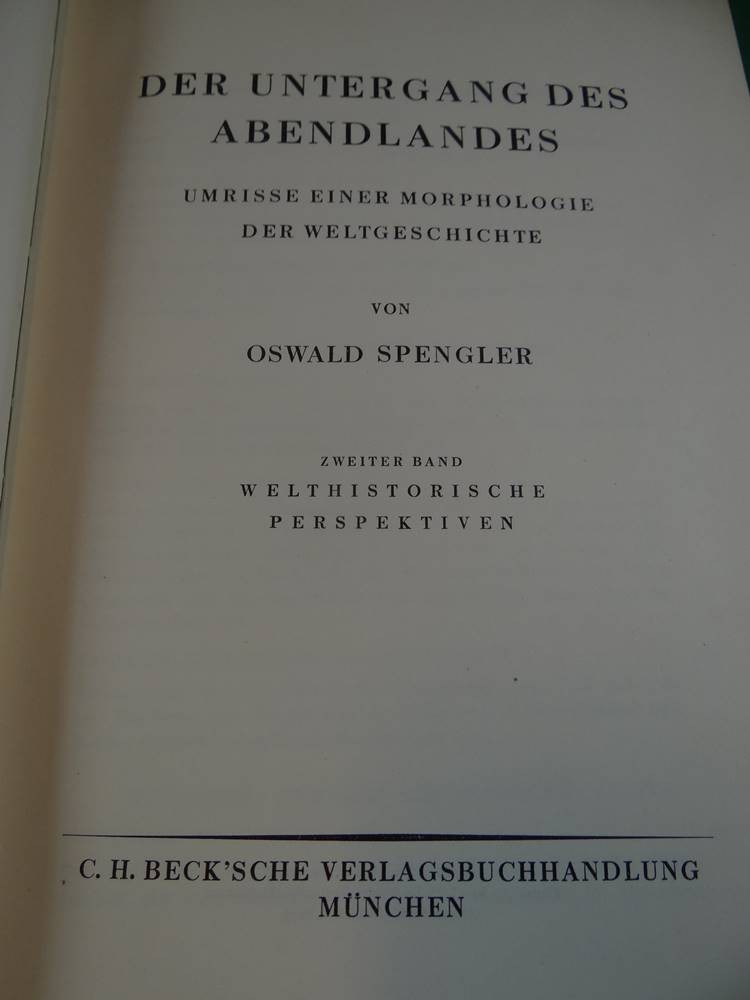 DER UNTERGANG DES
ABENDLANDES
UMRISSE EINER MORPHOLOGIE
DER WELTGESCHICHTE
VON
OSWALD SPENGLER
ZWEITER BAND
WELTHISTORISCHE
PERSPEKTIVEN
C. H. BECK'SCHE VERLAGSBUCHHANDLUNG
MÜNCHEN